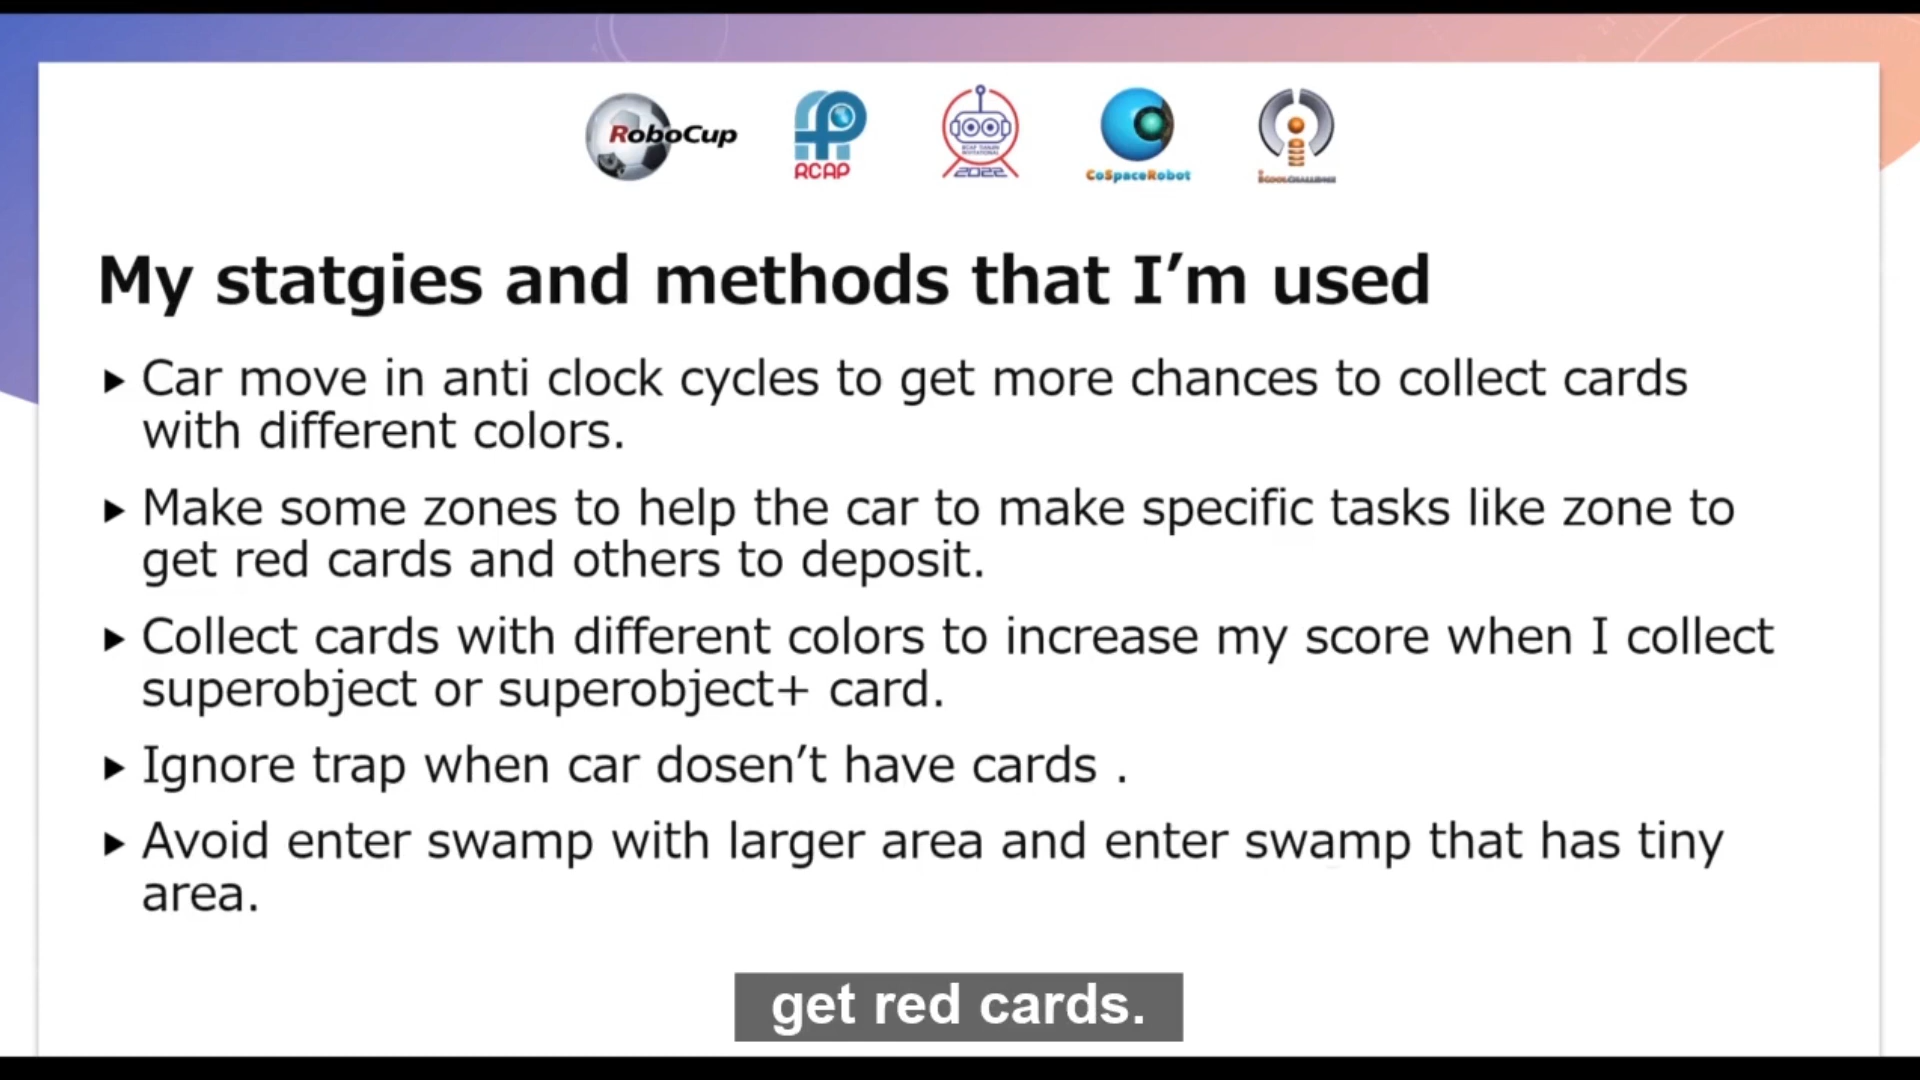 RoboCup
RCAP
RCAP TIANJIN
INVITATIONAL
2022
CoSpaceRobot
ICOOLCHALLENGE
My statgies and methods that I’m used
Car move in anti clock cycles to get more chances to collect cards
with different colors.
Make some zones to help the car to make specific tasks like zone to
get red cards and others to deposit.
Collect cards with different colors to increase my score when I collect
superobject or superobject+ card.
Ignore trap when car dosen’t have cards .
Avoid enter swamp with larger area and enter swamp that has tiny
area.
get red cards.